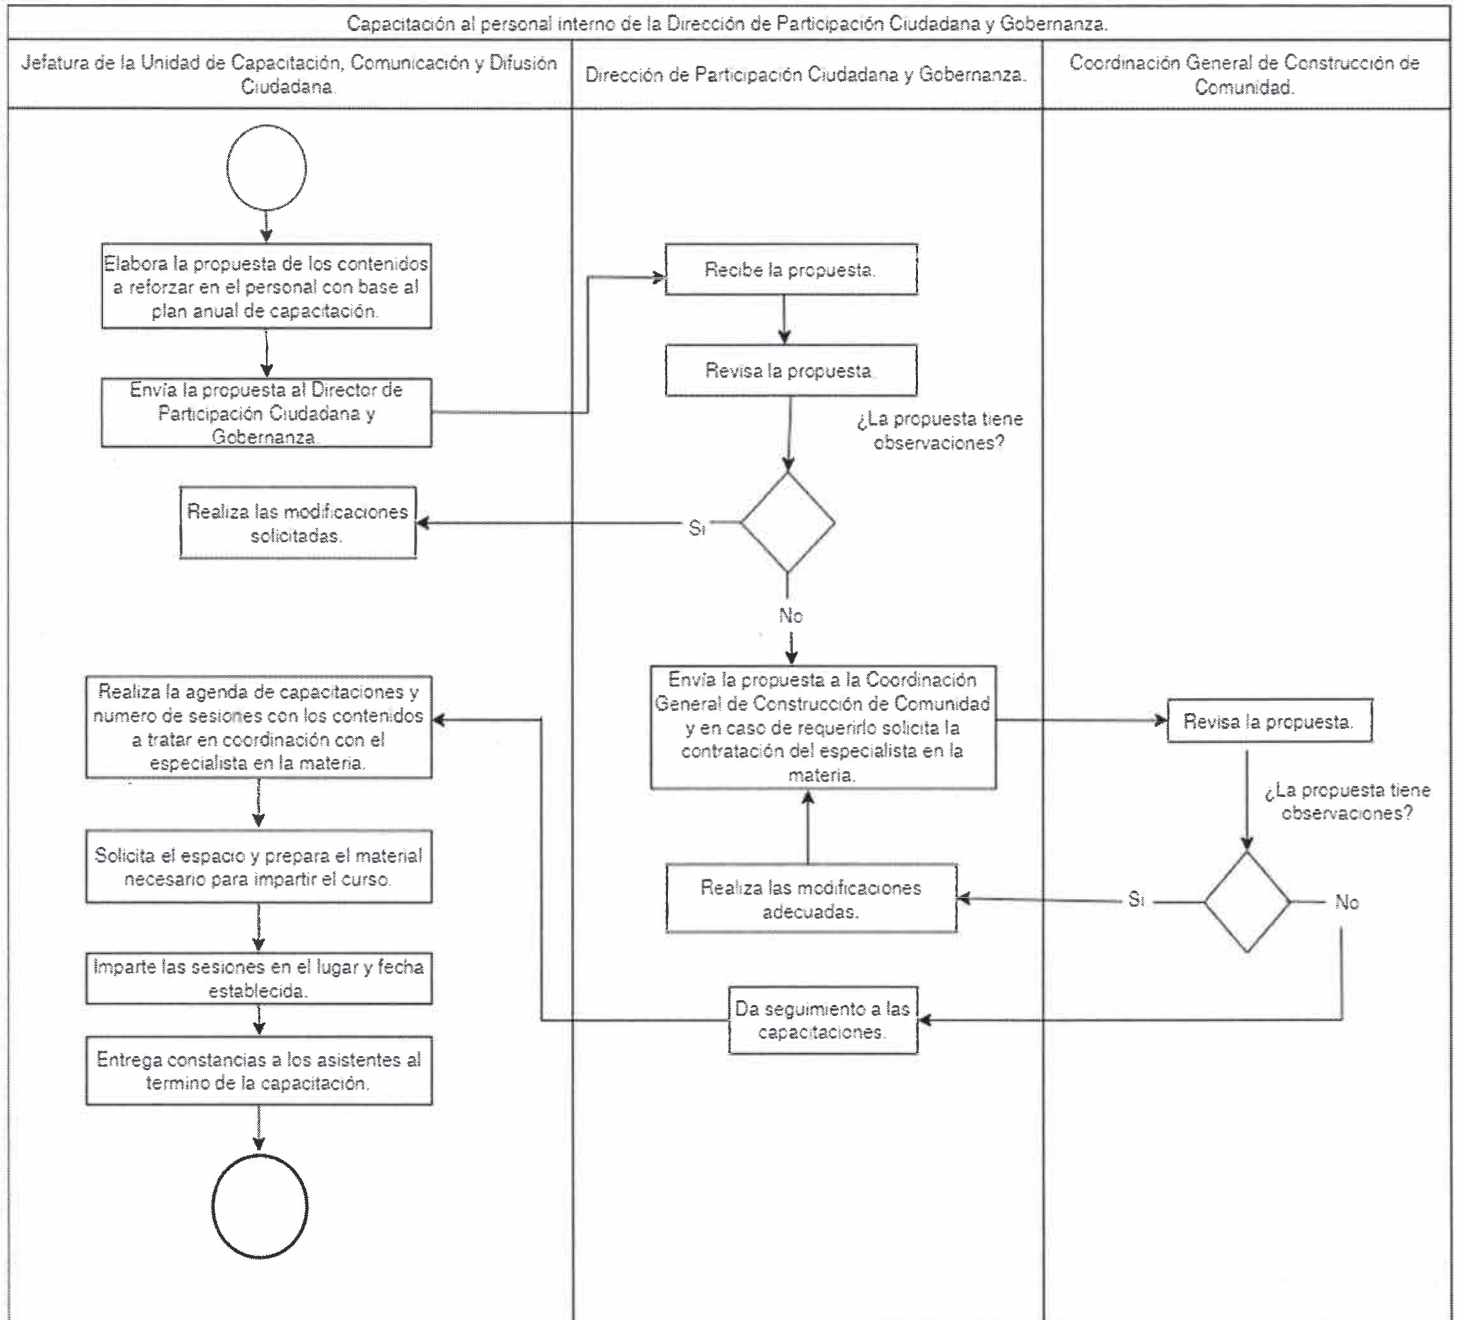 Capacitación al personal interno de la Dirección de Participación Ciudadana y Gobernanza.
Jefatura de la Unidad de Capacitación, Comunicación y Difusión
Ciudadana.
Dirección de Participación Ciudadana y Gobernanza.
Coordinación General de Construcción de
Comunidad.
Elabora la propuesta de los contenidos
a reforzar en el personal con base al
plan anual de capacitación.
Envía la propuesta al Director de
Participación Ciudadana y
Gobernanza.
Recibe la propuesta.
Revisa la propuesta.
¿La propuesta tiene
observaciones?
Si
Realiza las modificaciones
solicitadas.
No
Envía la propuesta a la Coordinación
General de Construcción de Comunidad
y en caso de requerirlo solicita la
contratación del especialista en la
materia.
Revisa la propuesta.
¿La propuesta tiene
observaciones?
Si
No
Realiza las modificaciones
adecuadas.
Da seguimiento a las
capacitaciones.
Realiza la agenda de capacitaciones y
numero de sesiones con los contenidos
a tratar en coordinación con el
especialista en la materia.
Solicita el espacio y prepara el material
necesario para impartir el curso.
Imparte las sesiones en el lugar y fecha
establecida.
Entrega constancias a los asistentes al
termino de la capacitación.